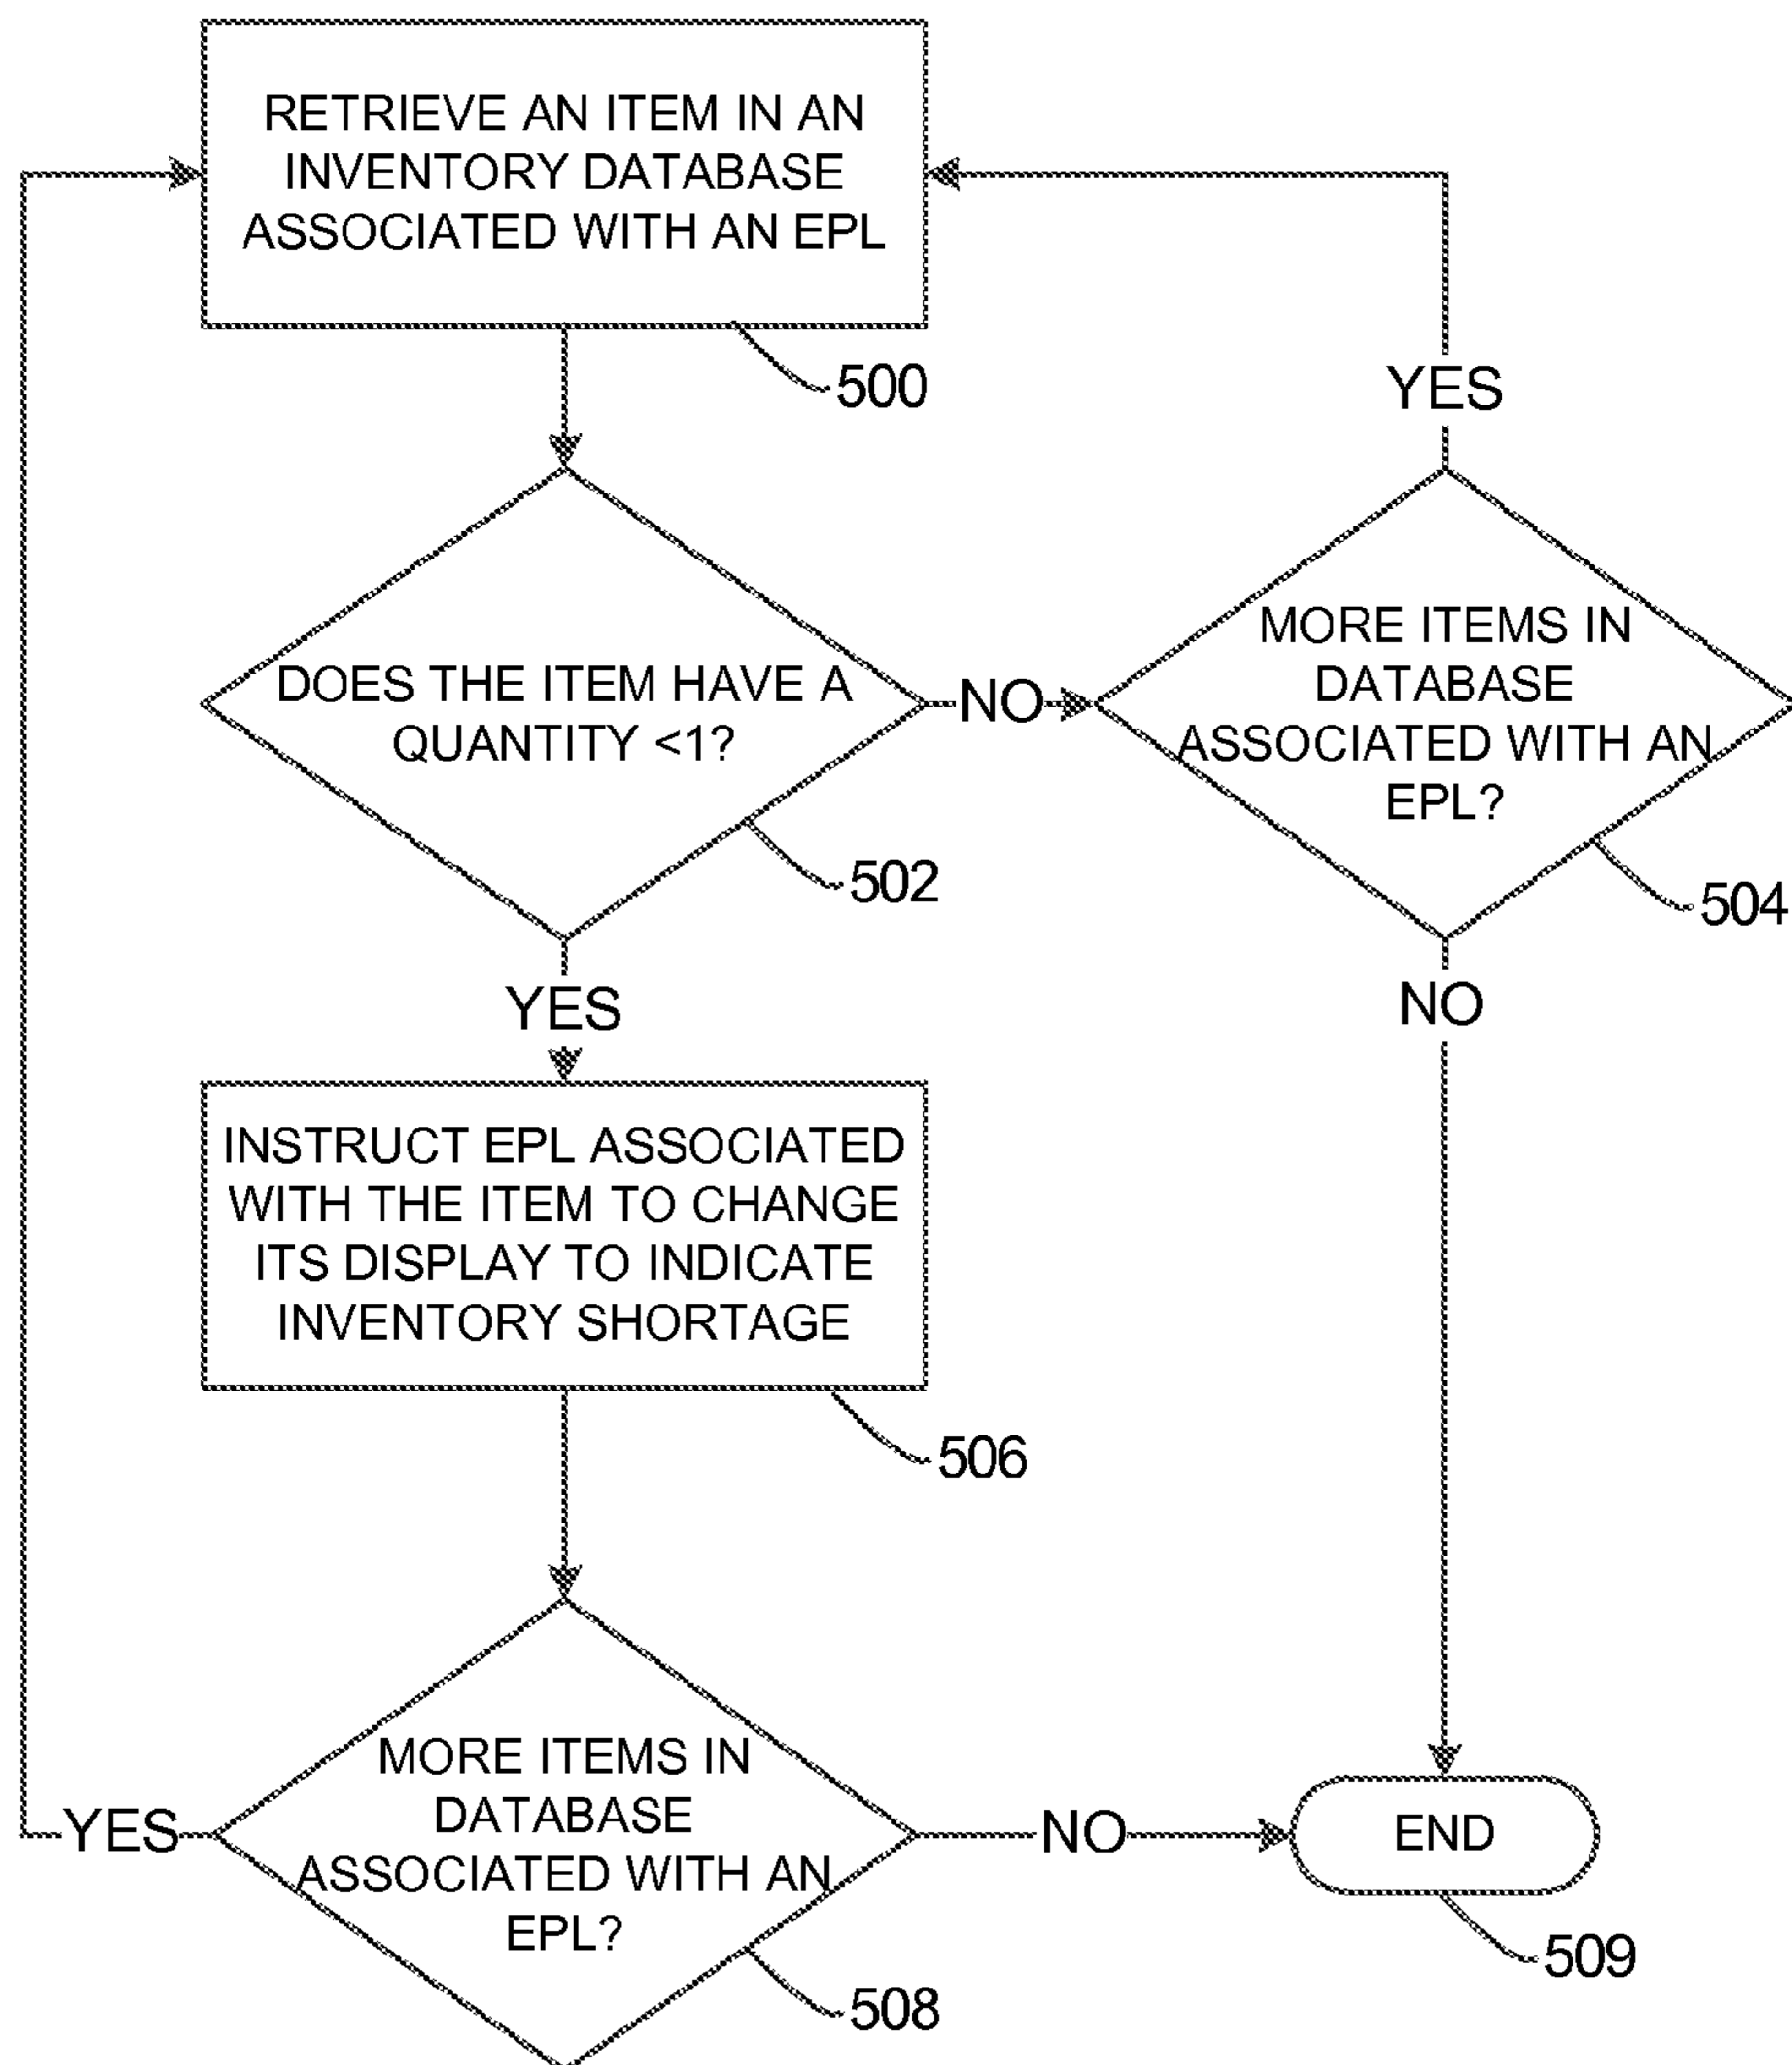 RETRIEVE AN ITEM IN AN
INVENTORY DATABASE
ASSOCIATED WITH AN EPL
500
YES
DOES THE ITEM HAVE A
QUANTITY <1?
502
NO
MORE ITEMS IN
DATABASE
ASSOCIATED WITH AN
EPL?
504
YES
NO
INSTRUCT EPL ASSOCIATED
WITH THE ITEM TO CHANGE
ITS DISPLAY TO INDICATE
INVENTORY SHORTAGE
506
MORE ITEMS IN
DATABASE
ASSOCIATED WITH AN
EPL?
508
YES
NO
END
509